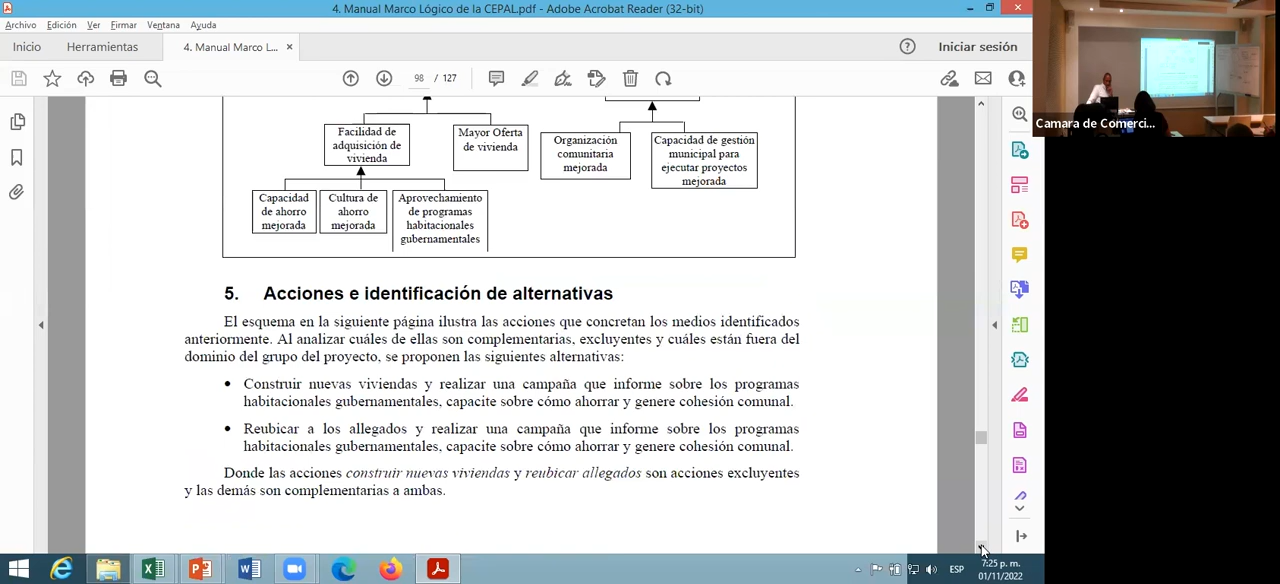 4. Manual Marco Lógico de la CEPAL.pdf - Adobe Acrobat Reader (32-bit)
Archivo Edición Ver Firmar Ventana Ayuda
Inicio Herramientas 4. Manual Marco L... × Iniciar sesión
98 / 127
Camara de Comerci...
Facilidad de
adquisición de
vivienda
Mayor Oferta
de vivienda
Organización
comunitaria
mejorada
Capacidad de gestión
municipal para
ejecutar proyectos
mejorada
Capacidad
de ahorro
mejorada
Cultura de
ahorro
mejorada
Aprovechamiento
de programas
habitacionales
gubernamentales
5. Acciones e identificación de alternativas
El esquema en la siguiente página ilustra las acciones que concretan los medios identificados
anteriormente. Al analizar cuáles de ellas son complementarias, excluyentes y cuáles están fuera del
dominio del grupo del proyecto, se proponen las siguientes alternativas:
• Construir nuevas viviendas y realizar una campaña que informe sobre los programas
habitacionales gubernamentales, capacite sobre cómo ahorrar y genere cohesión comunal.
• Reubicar a los allegados y realizar una campaña que informe sobre los programas
habitacionales gubernamentales, capacite sobre cómo ahorrar y genere cohesión comunal.
Donde las acciones construir nuevas viviendas y reubicar allegados son acciones excluyentes
y las demás son complementarias a ambas.
ESP
7:25 p. m.
01/11/2022